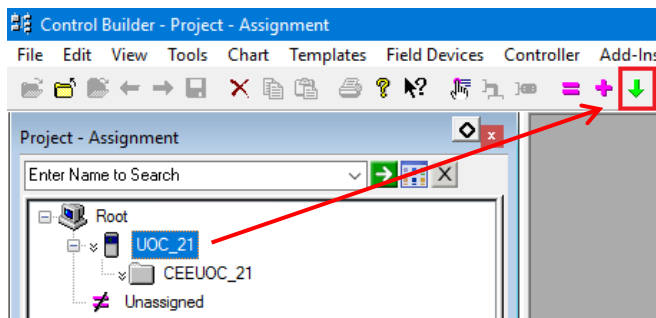 Control Builder - Project - Assignment
File Edit View Tools Chart Templates Field Devices Controller Add-Ins
Project - Assignment
Enter Name to Search
Root
UOC_21
CEEUOC_21
Unassigned